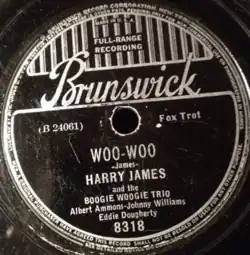 FULL-RANGE
RECORDING
Brunswick
(B 24061)
Fox Trot
WOO-WOO
-James-
HARRY JAMES
and the
BOOGIE WOOGIE TRIO
Albert Ammons-Johnny Williams
Eddie Dougherty
8318